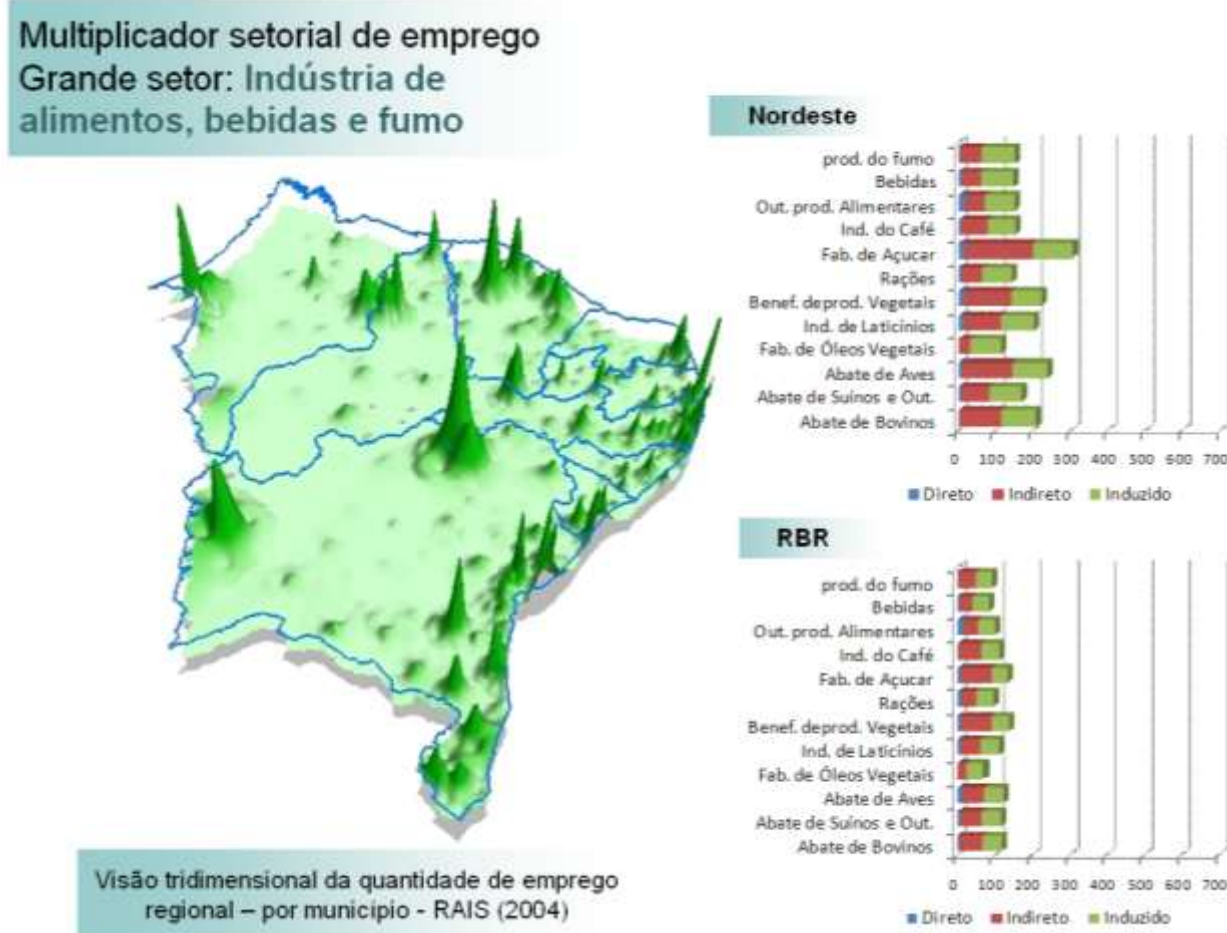 Multiplicador setorial de emprego
Grande setor: Indústria de
alimentos, bebidas e fumo
Nordeste
prod. do fumo
Bebidas
Out. prod. Alimentares
Ind. do Café
Fab. de Açucar
Rações
Benef. deprod. Vegetais
Ind. de Laticínios
Fab. de Óleos Vegetais
Abate de Aves
Abate de Suínos e Out.
Abate de Bovinos
0 100 200 300 400 500 600 700
Direto Indireto Induzido
RBR
prod. do fumo
Bebidas
Out. prod. Alimentares
Ind. do Café
Fab. de Açucar
Rações
Benef. deprod. Vegetais
Ind. de Laticínios
Fab. de Óleos Vegetais
Abate de Aves
Abate de Suínos e Out.
Abate de Bovinos
0 100 200 300 400 500 600 700
Direto Indireto Induzido
Visão tridimensional da quantidade de emprego
regional – por municipio - RAIS (2004)